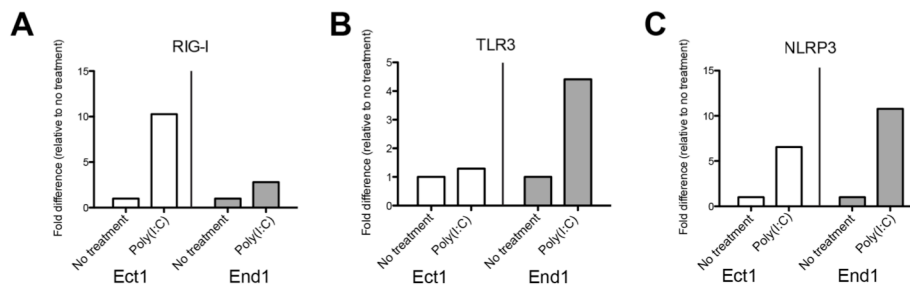 A
RIG-I
Fold difference (relative to no treatment)
15
10
5
0
No treatment
Poly(I:C)
No treatment
Poly(I:C)
Ect1
End1
B
TLR3
Fold difference (relative to no treatment)
5
4
3
2
1
0
No treatment
Poly(I:C)
No treatment
Poly(I:C)
Ect1
End1
C
NLRP3
Fold difference (relative to no treatment)
15
10
5
0
No treatment
Poly(I:C)
No treatment
Poly(I:C)
Ect1
End1